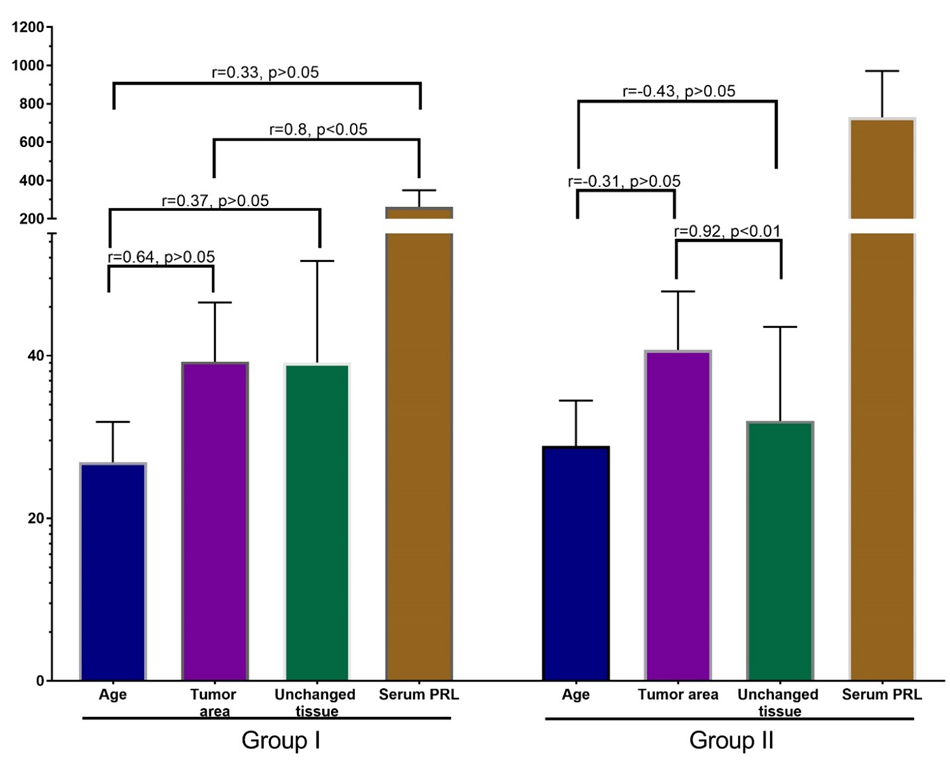 1200
1000
800
600
400
200
40
20
0
r=0.33, p>0.05
r=0.8, p<0.05
r=0.37, p>0.05
r=0.64, p>0.05
r=-0.43, p>0.05
r=-0.31, p>0.05
r=0.92, p<0.01
Age
Tumor
area
Unchanged
tissue
Serum PRL
Group I
Age
Tumor area
Unchanged
tissue
Serum PRL
Group II